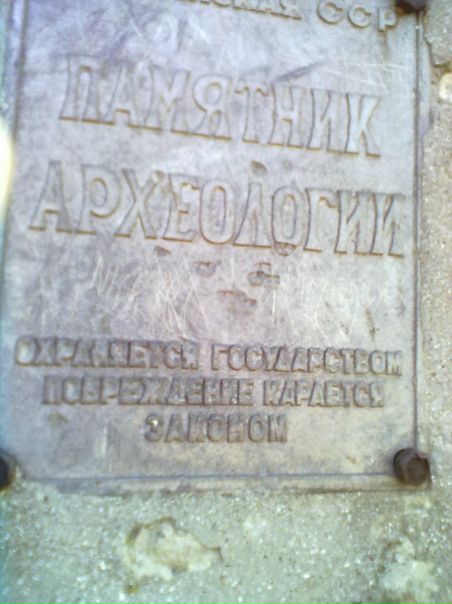 ССР
ПАМЯТНИК
АРХЕОЛОГИИ
ОХРАНЯЕТСЯ ГОСУДАРСТВОМ
ПОВРЕЖДЕНИЕ КАРАЕТСЯ
ЗАКОНОМ